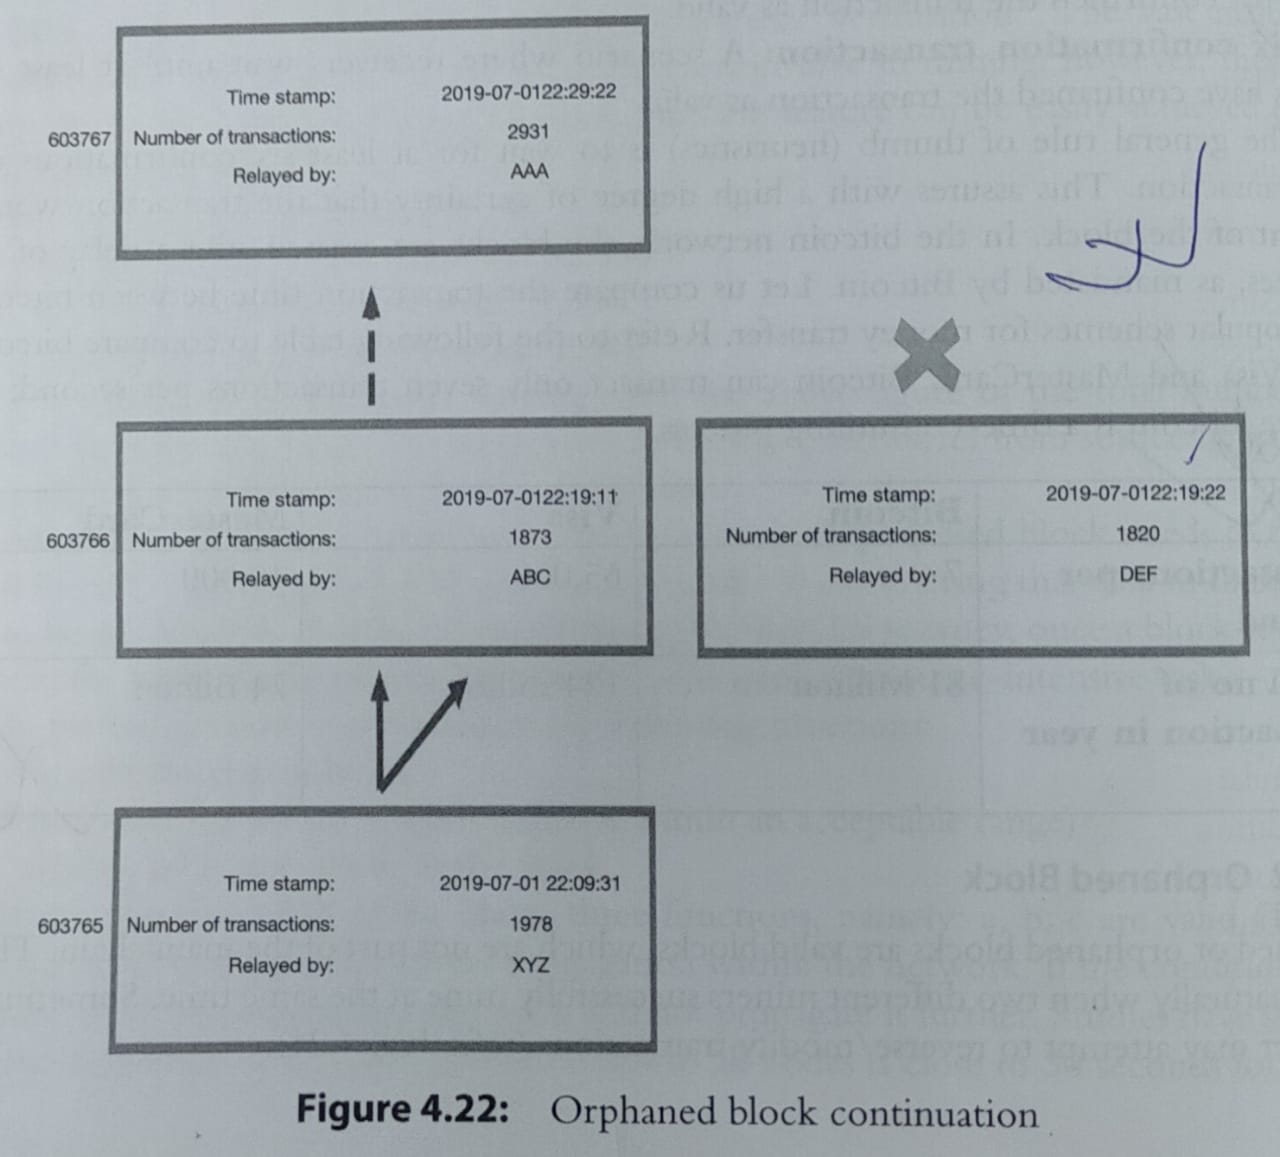 Time stamp: 2019-07-0122:29:22
603767 Number of transactions: 2931
Relayed by: AAA
Time stamp: 2019-07-0122:19:11
603766 Number of transactions: 1873
Relayed by: ABC
Time stamp: 2019-07-0122:19:22
Number of transactions: 1820
Relayed by: DEF
Time stamp: 2019-07-01 22:09:31
603765 Number of transactions: 1978
Relayed by: XYZ
Figure 4.22: Orphaned block continuation